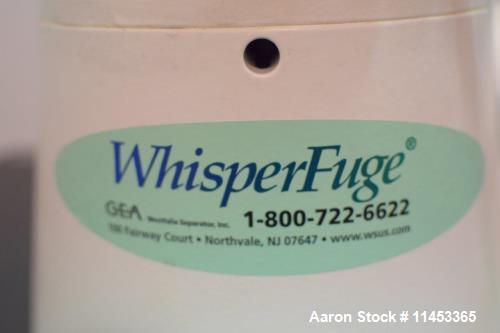 WhisperFuge®
GEA Westfalia Separator, Inc. 1-800-722-6622
100 Fairway Court • Northvale, NJ 07647 • www.wsus.com
Aaron Stock # 11453365